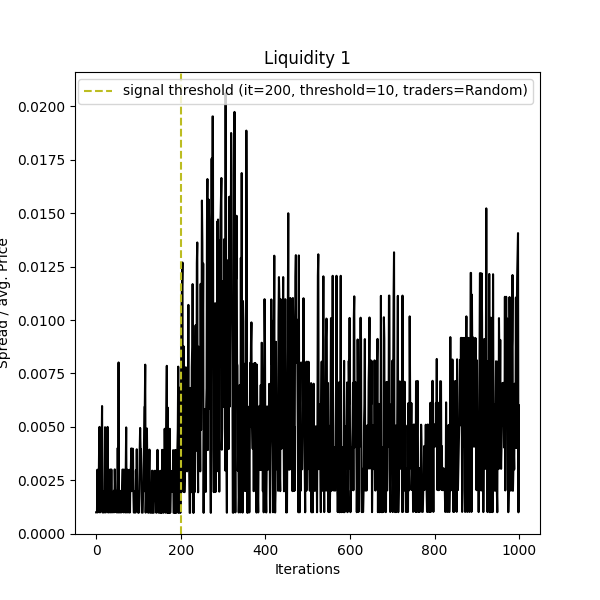 Liquidity 1
signal threshold (it=200, threshold=10, traders=Random)
Spread / avg. Price
0.0200
0.0175
0.0150
0.0125
0.0100
0.0075
0.0050
0.0025
0.0000
0 200 400 600 800 1000
Iterations